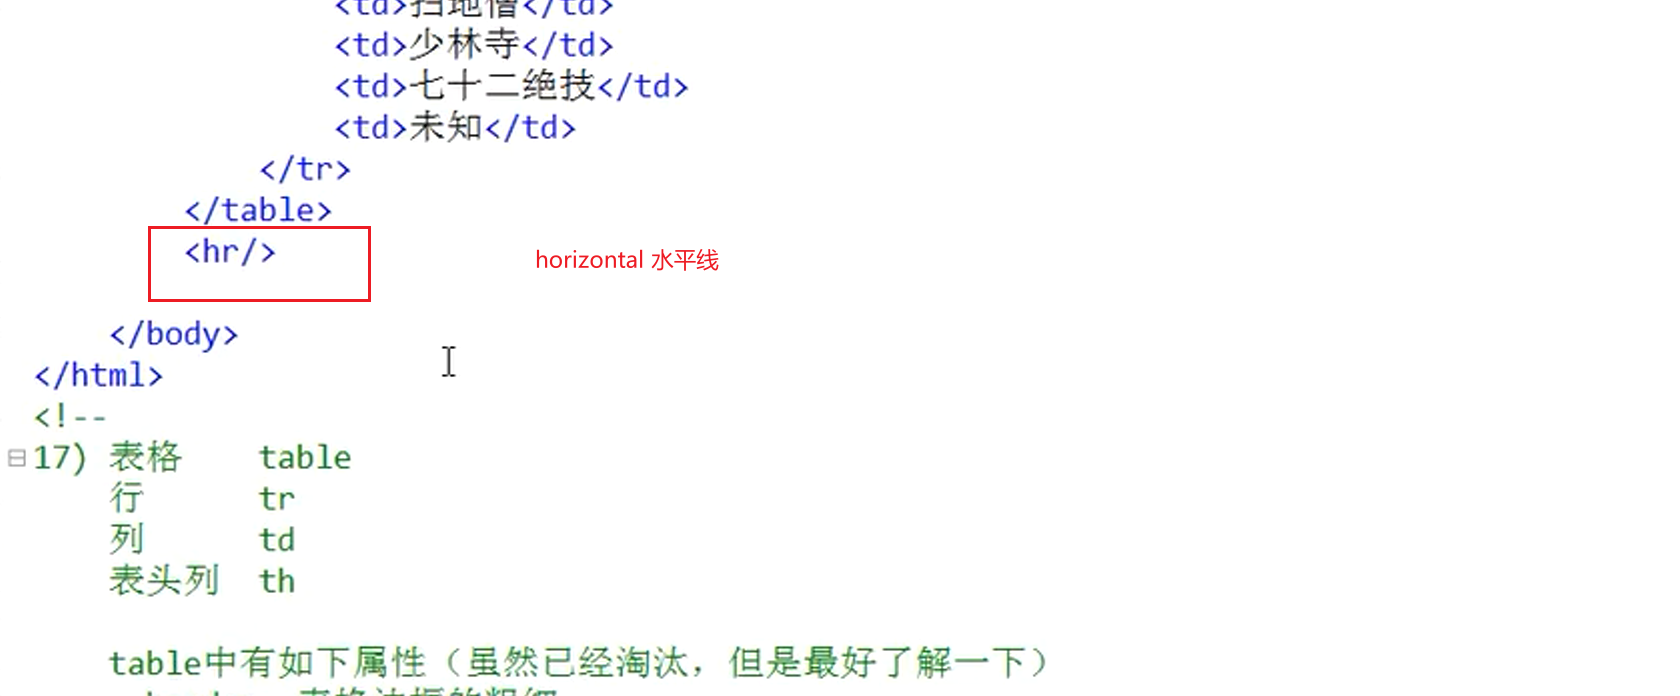 <td>扫地僧</td>
<td>少林寺</td>
<td>七十二绝技</td>
<td>未知</td>
</tr>
</table>
<hr/>
horizontal 水平线
</body>
</html>
<!--
17) 表格 table
行 tr
列 td
表头列 th
table中有如下属性（虽然已经淘汰，但是最好了解一下）